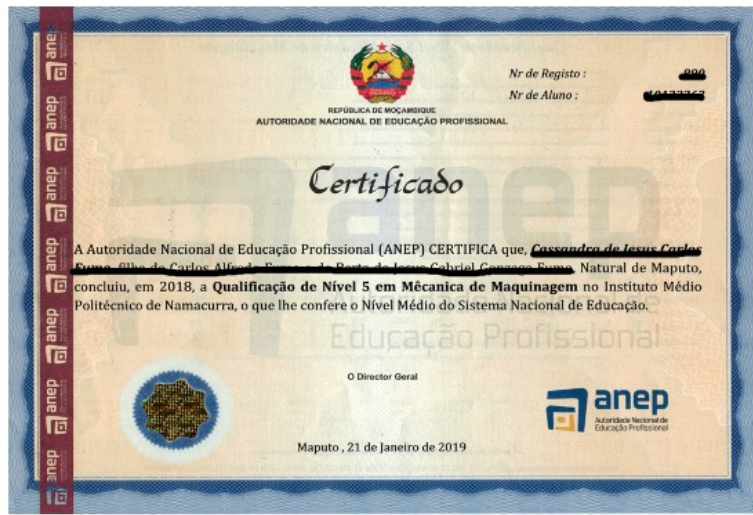 Nr de Registo :
Nr de Aluno :
REPÚBLICA DE MOÇAMBIQUE
AUTORIDADE NACIONAL DE EDUCAÇÃO PROFISSIONAL
Certificado
A Autoridade Nacional de Educação Profissional (ANEP) CERTIFICA que,
Natural de Maputo,
concluiu, em 2018, a Qualificação de Nível 5 em Mêcanica de Maquinagem no Instituto Médio
Politécnico de Namacurra, o que lhe confere o Nível Médio do Sistema Nacional de Educação.
anep
Educação Profissional
O Director Geral
anep
Autoridade Nacional de
Educação Profissional
Maputo , 21 de Janeiro de 2019
anep
anep
anep
anep
anep
anep
anep